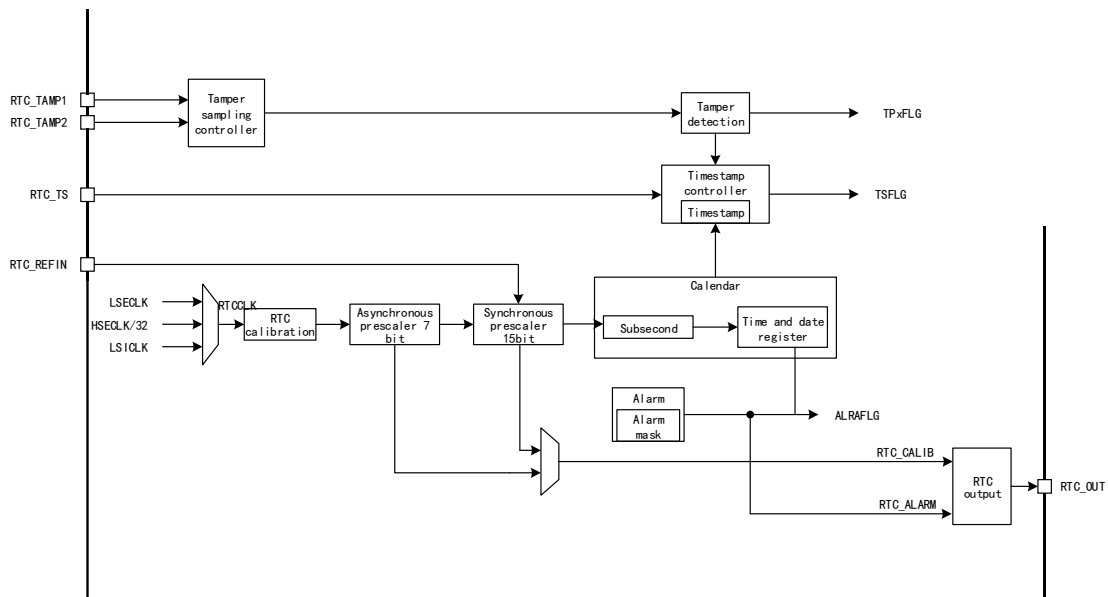 RTC_TAMP1
RTC_TAMP2
Tamper
sampling
controller
Tamper
detection
TPxFLG
RTC_TS
Timestamp
controller
Timestamp
TSFLG
RTC_REFIN
LSECLK
HSECLK/32
LSICLK
RTCCLK
RTC
calibration
Asynchronous
prescaler 7
bit
Synchronous
prescaler
15bit
Calendar
Subsecond
Time and date
register
Alarm
Alarm
mask
ALRAFLG
RTC_CALIB
RTC_ALARM
RTC
output
RTC_OUT